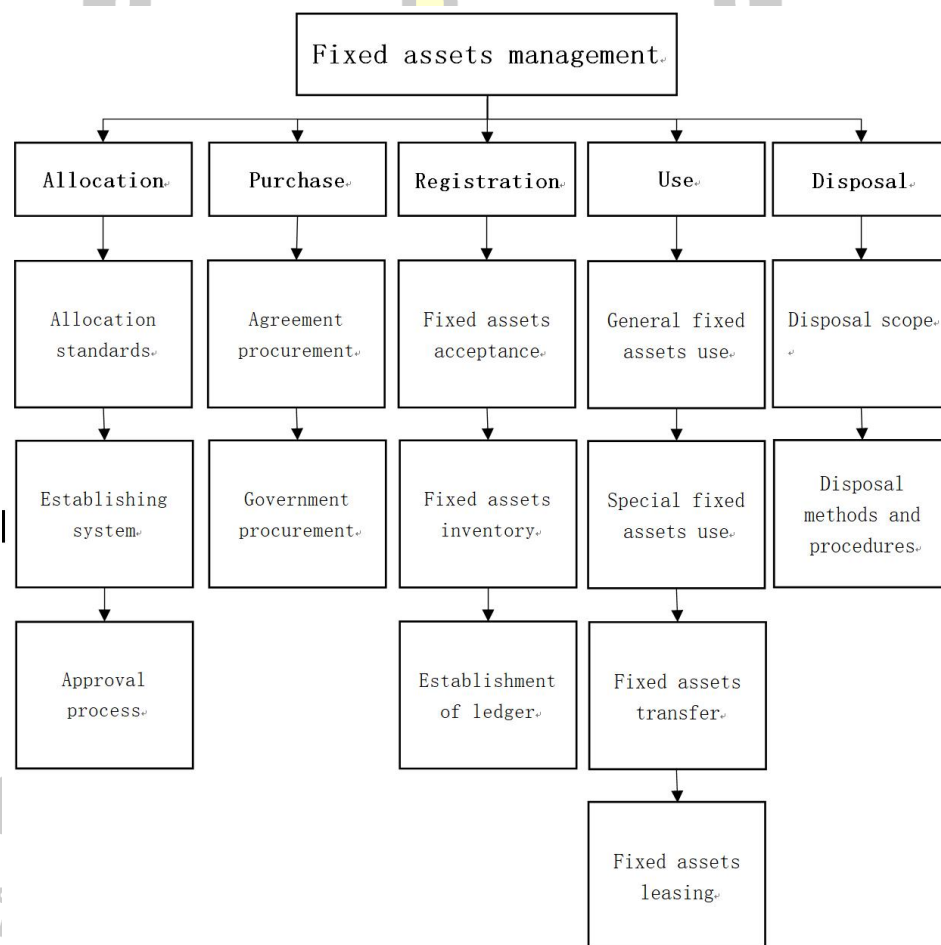 Fixed assets management
Allocation
Purchase
Registration
Use
Disposal
Allocation
standards
Agreement
procurement
Fixed assets
acceptance
General fixed
assets use
Disposal scope
Establishing
system
Government
procurement
Fixed assets
inventory
Special fixed
assets use
Disposal
methods and
procedures
Approval
process
Establishment
of ledger
Fixed assets
transfer
Fixed assets
leasing